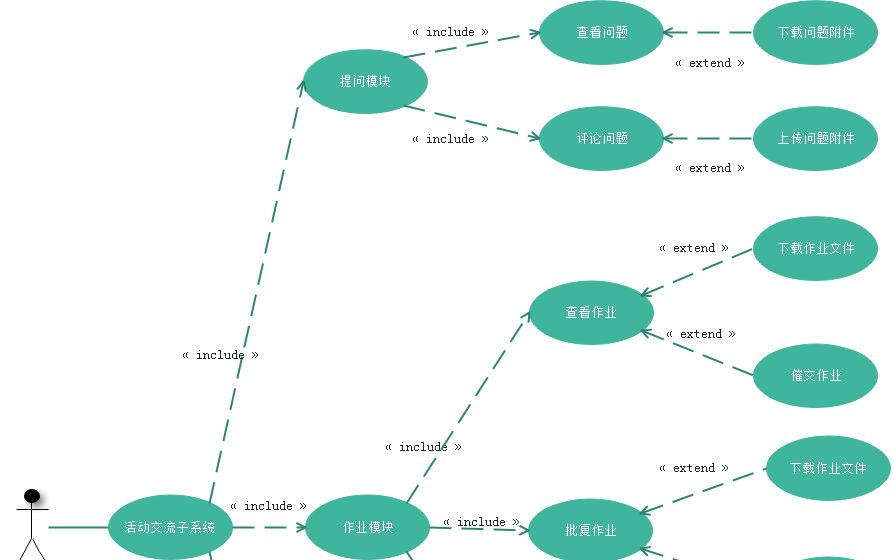 « include »
查看问题
下载问题附件
« extend »
提问模块
« include »
评论问题
上传问题附件
« extend »
« extend »
下载作业文件
查看作业
« extend »
« include »
催交作业
« include »
« extend »
下载作业文件
« include »
活动交流子系统
作业模块
« include »
批复作业